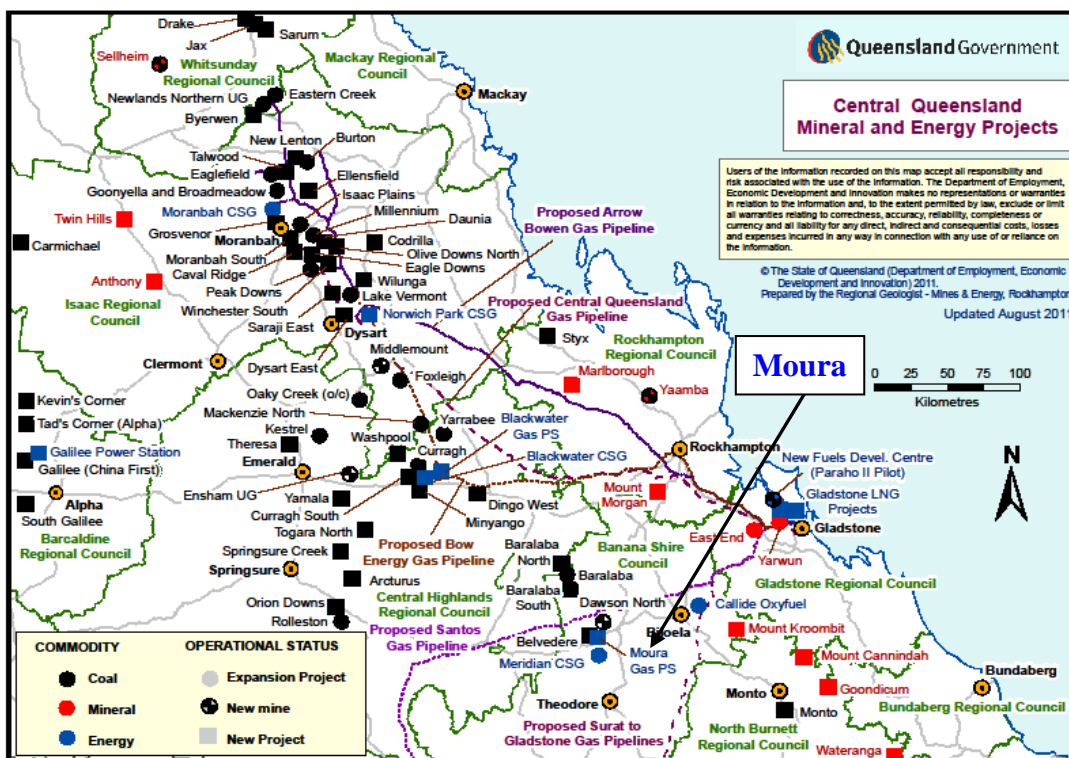 Drake
Jax
Sarum
Sellheim
Whitsunday
Regional Council
Mackay Regional
Council
Queensland Government
Newlands Northern UG
Eastern Creek
Byerwen
Mackay
Central Queensland
Mineral and Energy Projects
New Lenton
Burton
Talwood
Eaglefield
Ellensfield
Goonyella and Broadmeadow
Isaac Plains
Users of the information recorded on this map accept all responsibility and
risk associated with the use of the information. The Department of Employment,
Economic Development and Innovation makes no representations or warranties
in relation to the information and, to the extent permitted by law, exclude or limit
all warranties relating to correctness, accuracy, reliability, completeness or
currency and all liability for any direct, indirect and consequential costs, losses
and expenses incurred in any way in connection with any use of or reliance on
the information.
Twin Hills
Moranbah CSG
Millennium
Grosvenor
Daunia
Moranbah
Carmichael
Codrilla
Moranbah South
Olive Downs North
Caval Ridge
Eagle Downs
Proposed Arrow
Bowen Gas Pipeline
© The State of Queensland (Department of Employment, Economic
Development and Innovation) 2011.
Prepared by the Regional Geologist - Mines & Energy, Rockhampton
Updated August 2011
Anthony
Isaac Regional
Council
Peak Downs
Wilunga
Winchester South
Lake Vermont
Saraji East
Norwich Park CSG
Dysart
Proposed Central Queensland
Gas Pipeline
Clermont
Dysart East
Middlemount
Foxleigh
Styx
Rockhampton
Regional Council
Moura
Marlborough
Yaamba
0 25 50 75 100
Kilometres
Kevin's Corner
Tad's Corner (Alpha)
Galilee Power Station
Galilee (China First)
Alpha
South Galilee
Barcaldine
Regional Council
Oaky Creek (o/c)
Mackenzie North
Kestrel
Yarrabee
Theresa
Washpool
Blackwater
Gas PS
Curragh
Blackwater CSG
Emerald
Rockhampton
N
Ensham UG
New Fuels Devel. Centre
(Paraho II Pilot)
Yamala
Curragh South
Dingo West
Minyango
Mount
Morgan
Gladstone LNG
Projects
Gladstone
Togara North
East End
Yarwun
Springsure Creek
Springsure
Proposed Bow
Energy Gas Pipeline
Baralaba
North
Banana Shire
Council
Baralaba
Gladstone Regional Council
Arcturus
Central Highlands
Regional Council
Baralaba
South
Dawson North
Callide Oxyfuel
Orion Downs
Rolleston
Proposed Santos
Gas Pipeline
Biloela
Belvedere
Mount Kroombit
Moura
Gas PS
Meridian CSG
Mount Cannindah
Bundaberg
Theodore
Monto
Goondicum
Monto
Bundaberg Regional Council
Proposed Surat to
Gladstone Gas Pipelines
North Burnett
Regional Council
Wateranga
COMMODITY
OPERATIONAL STATUS
Coal
Expansion Project
Mineral
New mine
Energy
New Project